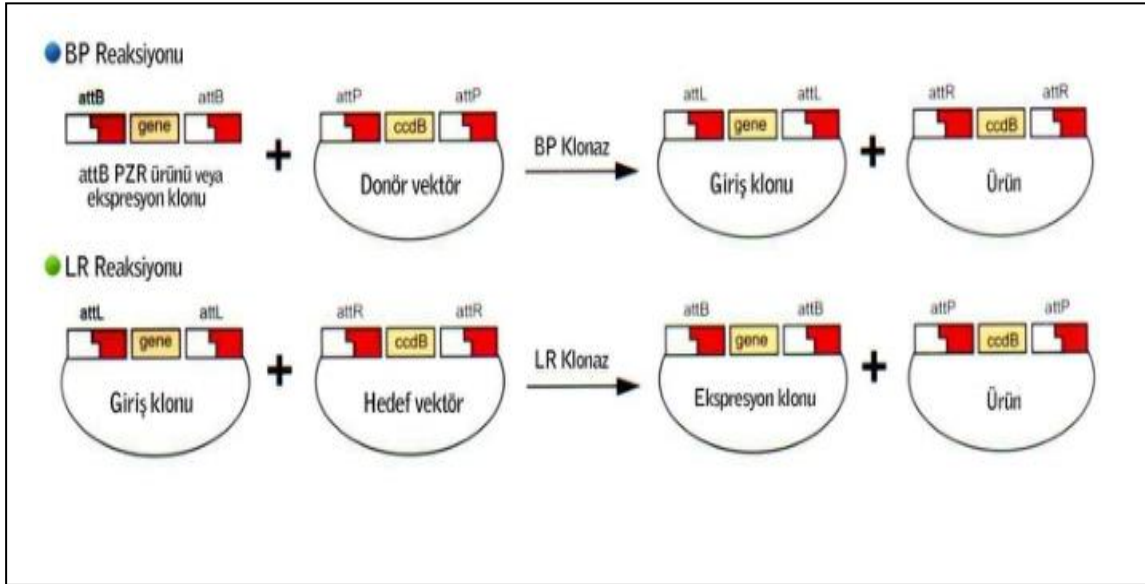 BP Reaksiyonu
attB attB attP attP attL attL attR attR
gene ccdB gene ccdB
+ + BP Klonaz
attB PZR ürünü veya
ekspresyon klonu
Donör vektör Giriş klonu Ürün
LR Reaksiyonu
attL attL attR attR attB attB attP attP
gene ccdB gene ccdB
+ + LR Klonaz
Giriş klonu Hedef vektör Ekspresyon klonu Ürün